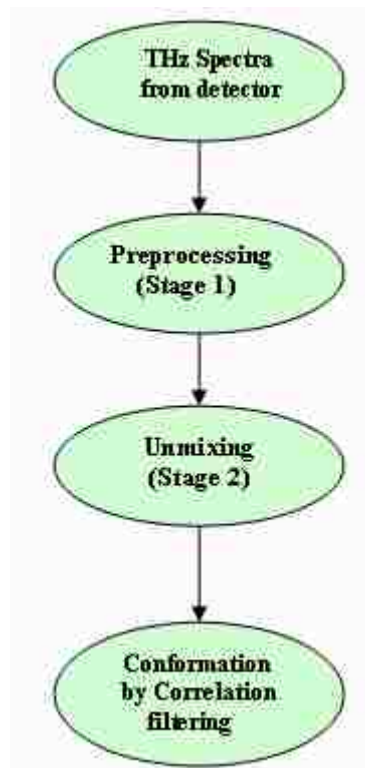 THz Spectra
from detector
Preprocessing
(Stage 1)
Unmixing
(Stage 2)
Conformation
by Correlation
filtering